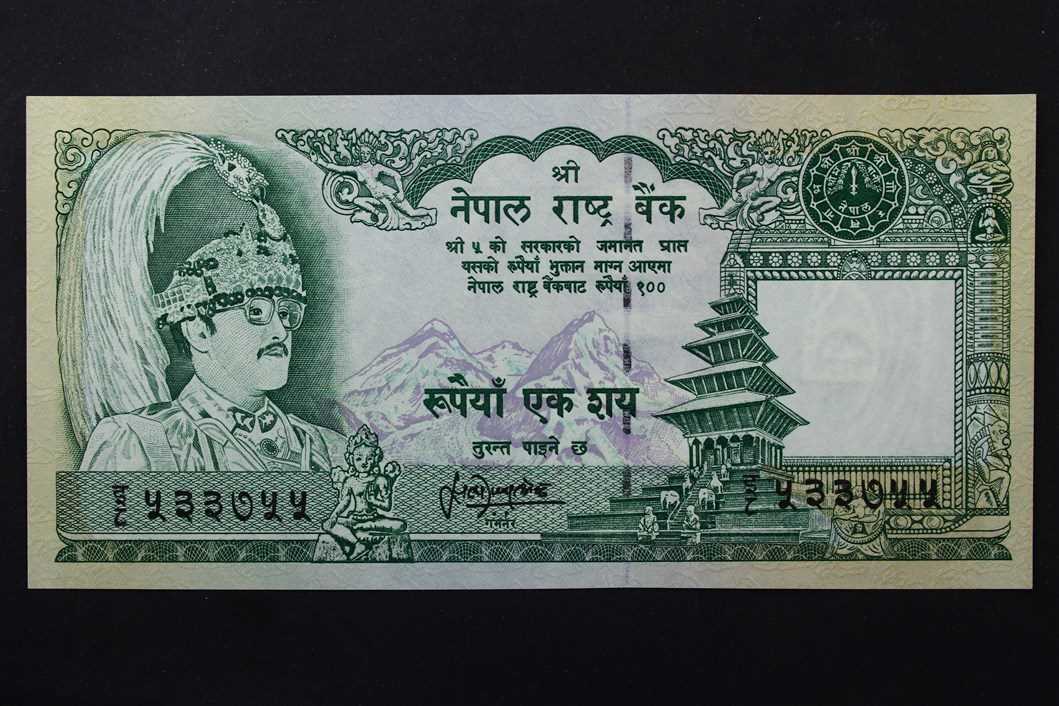 श्री
नेपाल राष्ट्र बैंक
श्री ५ को सरकारको जमानत प्राप्त
यसको रुपैयाँ भुक्तान माग्न आएमा
नेपाल राष्ट्र बैंकबाट रुपैयाँ १००
रूपैयाँ एक शय
तुरन्त पाइने छ
गभर्नर
५३३७५५
५३३७५५
नेपाल